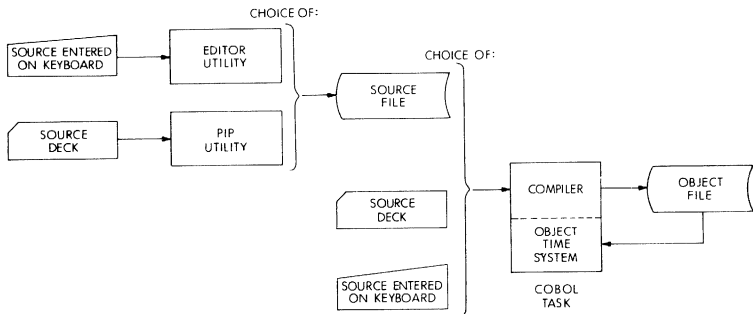 CHOICE OF:
SOURCE ENTERED
ON KEYBOARD
EDITOR
UTILITY
SOURCE
DECK
PIP
UTILITY
CHOICE OF:
SOURCE
FILE
SOURCE
DECK
SOURCE ENTERED
ON KEYBOARD
COMPILER
OBJECT
TIME
SYSTEM
COBOL
TASK
OBJECT
FILE